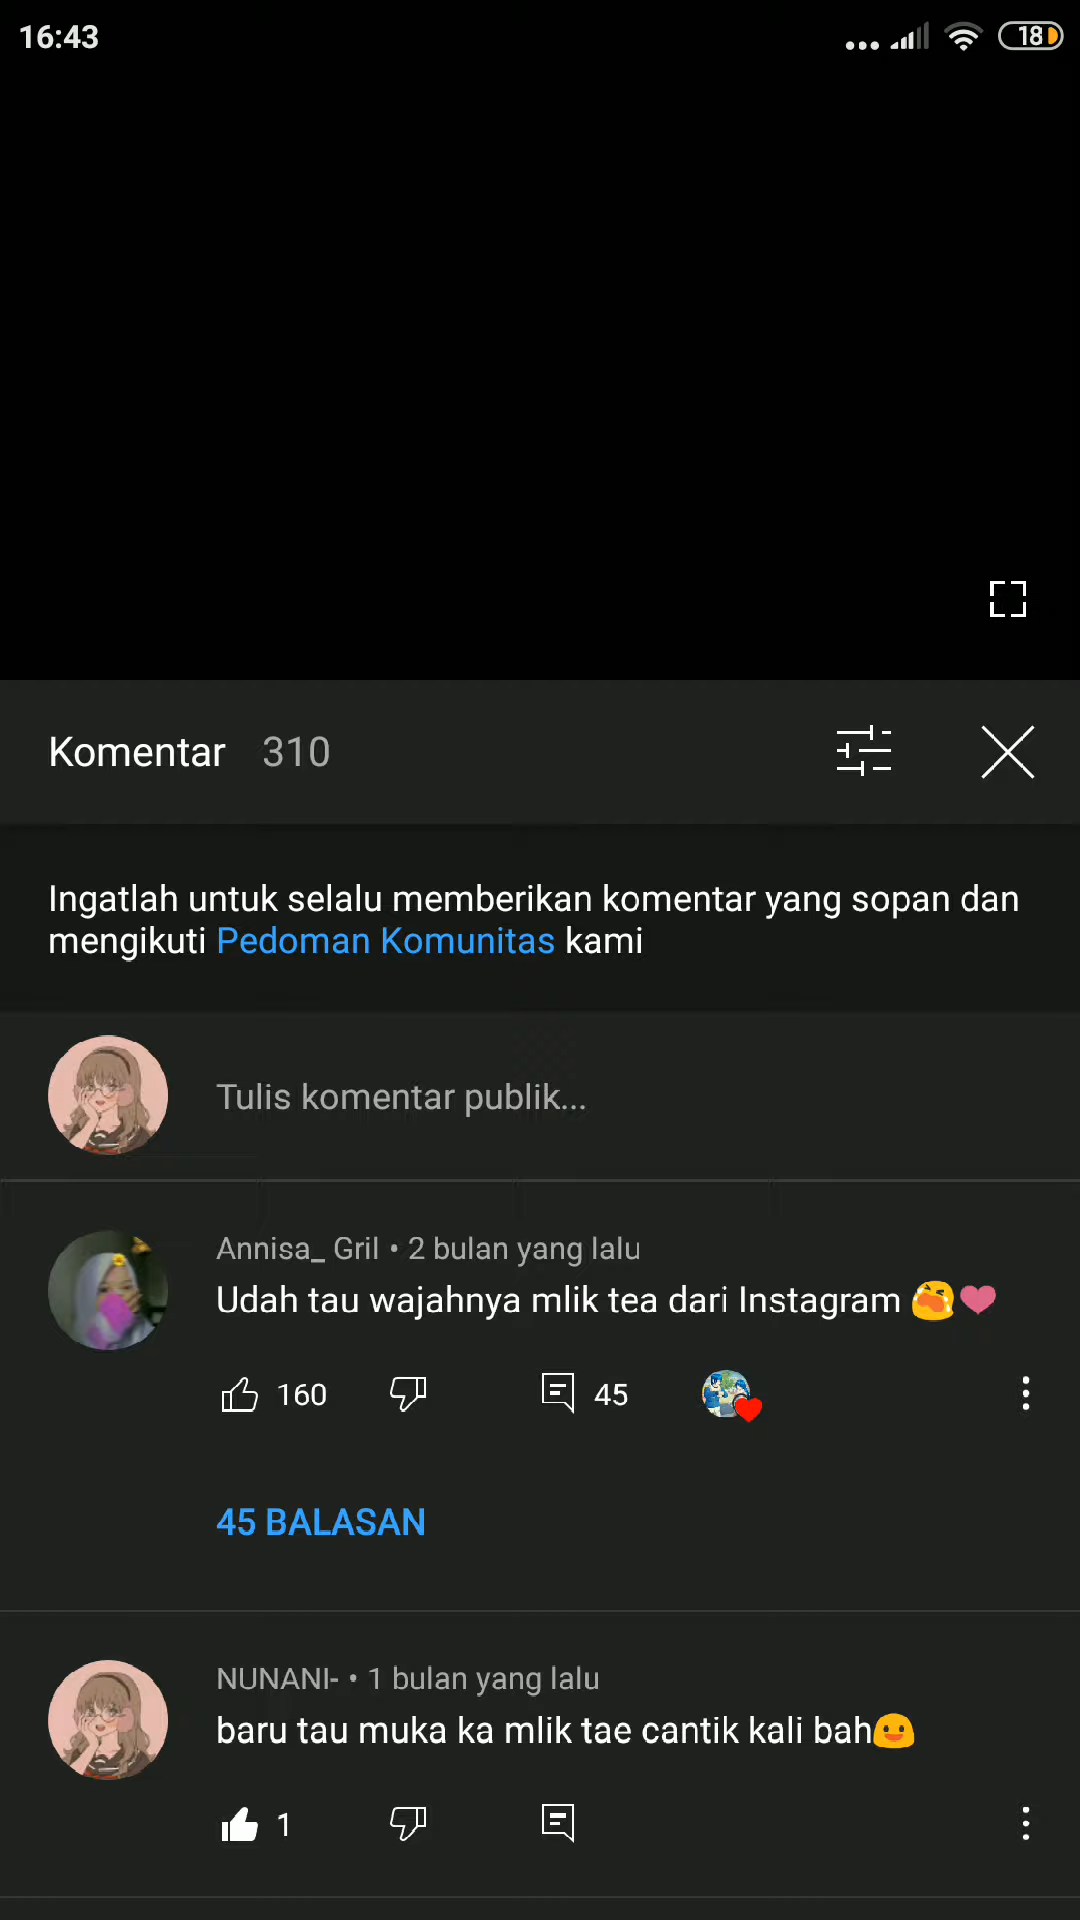 16:43
18
Komentar 310
Ingatlah untuk selalu memberikan komentar yang sopan dan
mengikuti Pedoman Komunitas kami
Tulis komentar publik...
Annisa_ Gril • 2 bulan yang lalu
Udah tau wajahnya mlik tea dari Instagram 😭💗
160 45
45 BALASAN
NUNANI- • 1 bulan yang lalu
baru tau muka ka mlik tae cantik kali bah😃
1